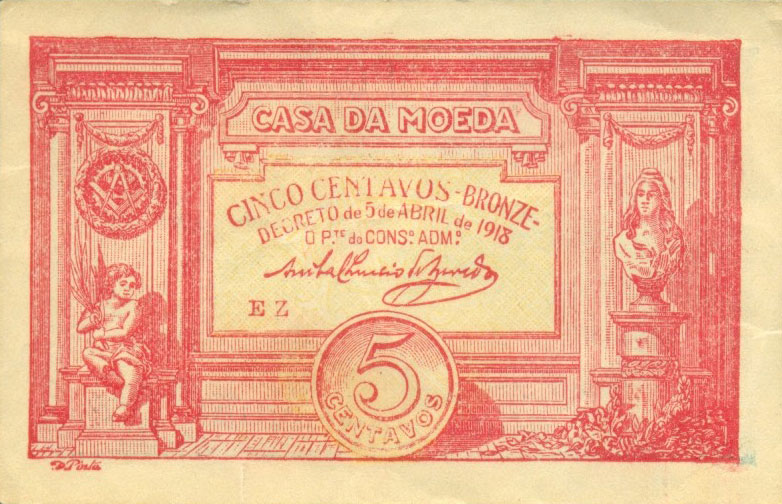 CASA DA MOEDA
CINCO CENTAVOS-BRONZE-
DECRETO de 5 de ABRIL de 1918
O P.TE do CONS.º ADM.º
E Z
5
CENTAVOS